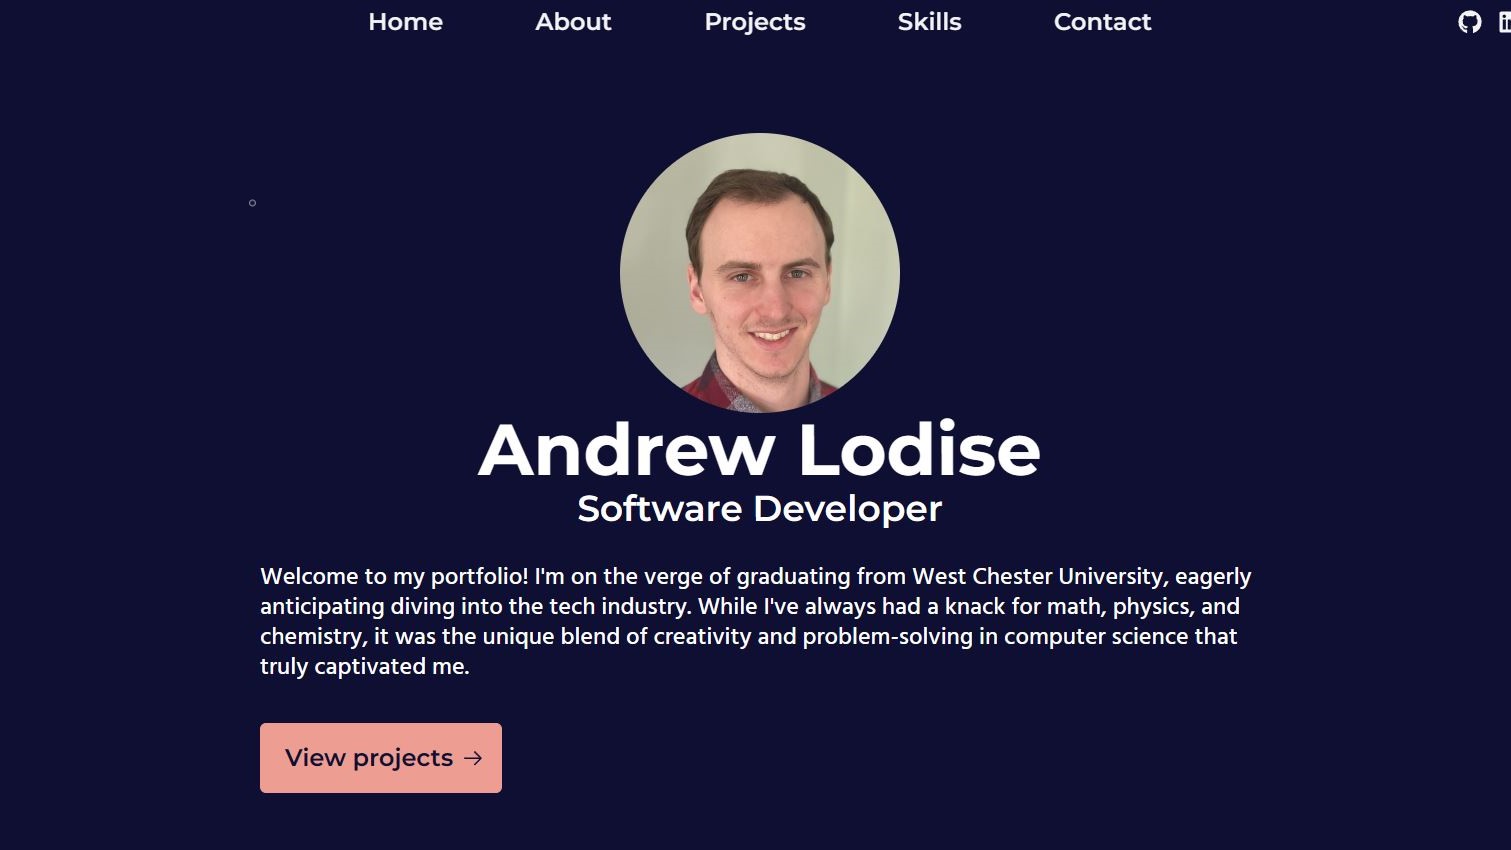 Home About Projects Skills Contact
Andrew Lodise
Software Developer
Welcome to my portfolio! I'm on the verge of graduating from West Chester University, eagerly
anticipating diving into the tech industry. While I've always had a knack for math, physics, and
chemistry, it was the unique blend of creativity and problem-solving in computer science that
truly captivated me.
View projects →